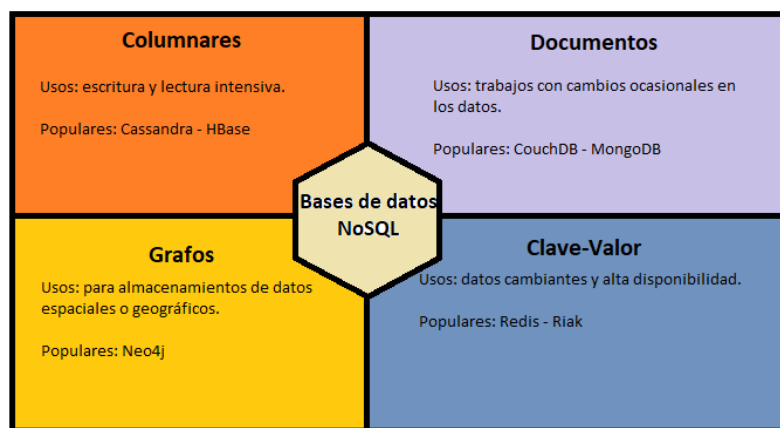 Columnares
Usos: escritura y lectura intensiva.
Populares: Cassandra - HBase
Documentos
Usos: trabajos con cambios ocasionales en
los datos.
Populares: CouchDB - MongoDB
Bases de datos
NoSQL
Grafos
Usos: para almacenamientos de datos
espaciales o geográficos.
Populares: Neo4j
Clave-Valor
Usos: datos cambiantes y alta disponibilidad.
Populares: Redis - Riak